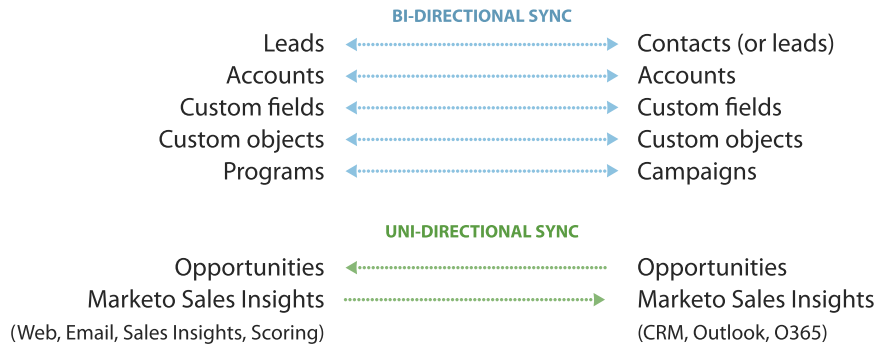 BI-DIRECTIONAL SYNC
Leads Contacts (or leads)
Accounts Accounts
Custom fields Custom fields
Custom objects Custom objects
Programs Campaigns
UNI-DIRECTIONAL SYNC
Opportunities Opportunities
Marketo Sales Insights Marketo Sales Insights
(Web, Email, Sales Insights, Scoring) (CRM, Outlook, O365)